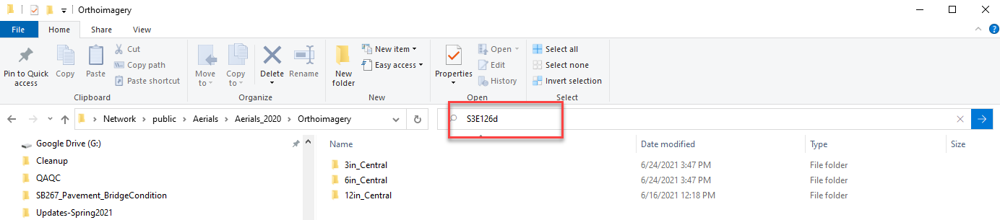 Orthoimagery
File Home Share View
Pin to Quick access
Copy
Paste
Cut
Copy path
Paste shortcut
Clipboard
Move to
Copy to
Delete
Rename
Organize
New folder
New item
Easy access
New
Properties
Open
Edit
History
Open
Select all
Select none
Invert selection
Select
Network public Aerials Aerials_2020 Orthoimagery
S3E126d
Google Drive (G:)
Cleanup
QAQC
SB267_Pavement_BridgeCondition
Updates-Spring2021
Name Date modified Type Size
3in_Central 6/24/2021 3:47 PM File folder
6in_Central 6/24/2021 3:47 PM File folder
12in_Central 6/16/2021 12:18 PM File folder